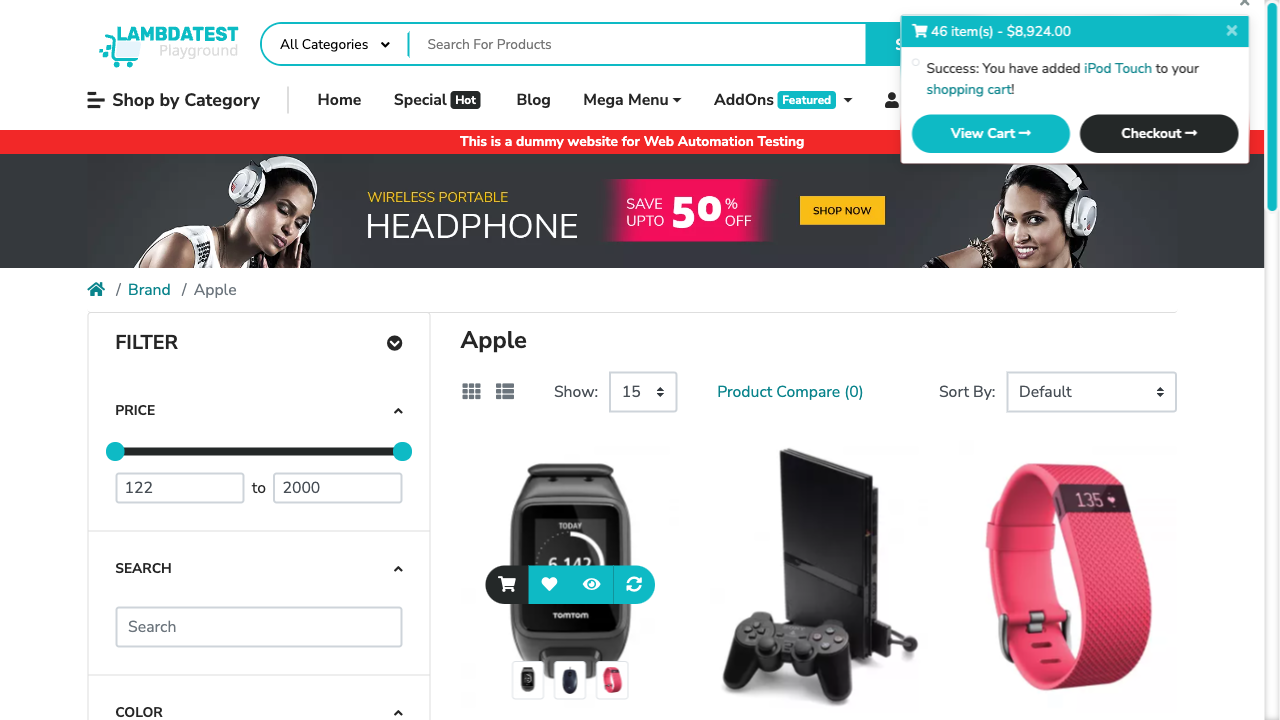 LAMBDATEST
Playground
All Categories
Search For Products
46 item(s) - $8,924.00
Success: You have added iPod Touch to your
shopping cart!
View Cart
Checkout
Shop by Category
Home
Special Hot
Blog
Mega Menu
AddOns Featured
This is a dummy website for Web Automation Testing
WIRELESS PORTABLE
HEADPHONE
SAVE
UPTO
50
%
OFF
SHOP NOW
/ Brand / Apple
FILTER
PRICE
122 to 2000
SEARCH
Search
COLOR
Apple
Show: 15
Product Compare (0)
Sort By: Default
TODAY
6,142
TOMTOM
135